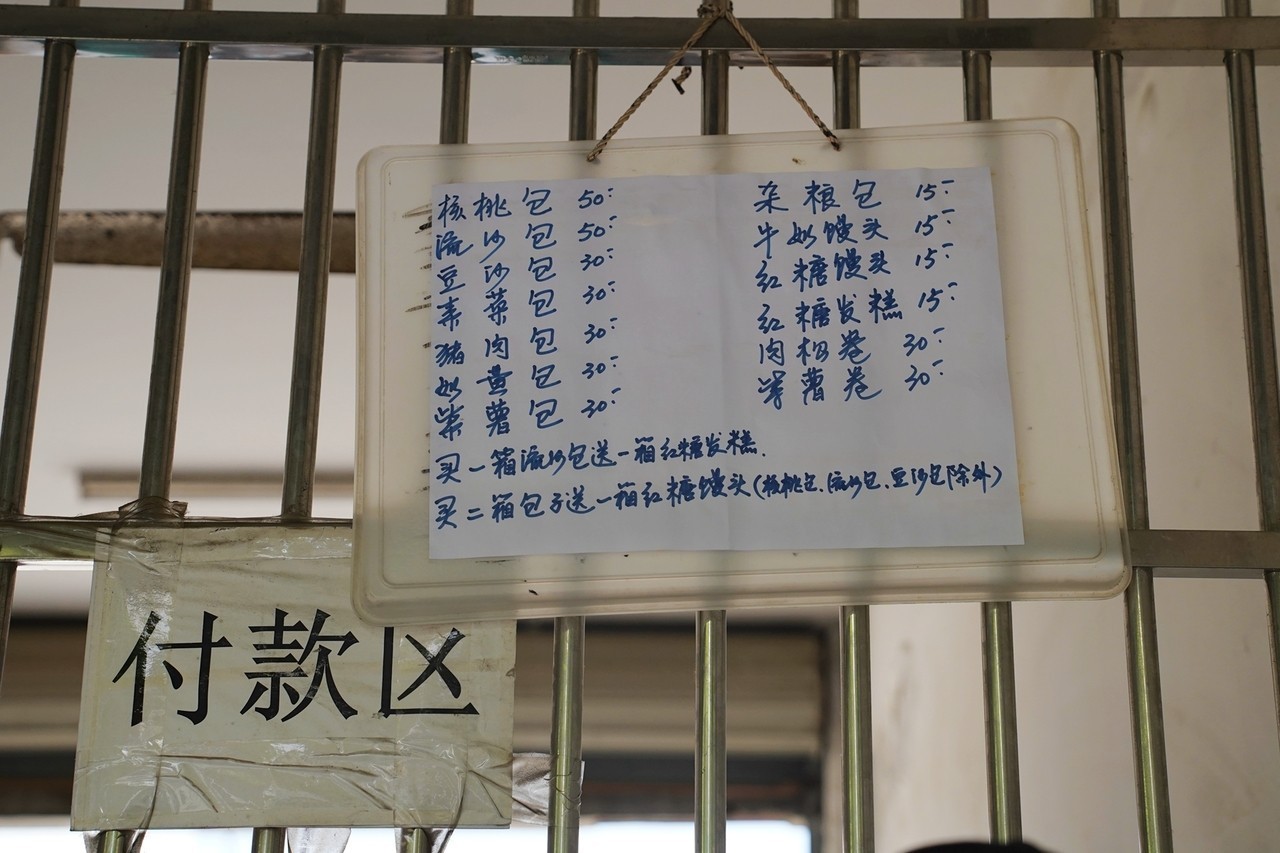 核桃包 50:-
流沙包 50:-
豆沙包 30:-
素菜包 30:-
猪肉包 30:-
奶黄包 30:-
紫薯包 30:-
杂粮包 15:-
牛奶馒头 15:-
红糖馒头 15:-
红糖发糕 15:-
肉松卷 30:-
紫薯卷 30:-
买一箱流沙包送一箱红糖发糕.
买二箱包子送一箱红糖馒头(核桃包、流沙包、豆沙包除外)
付款区